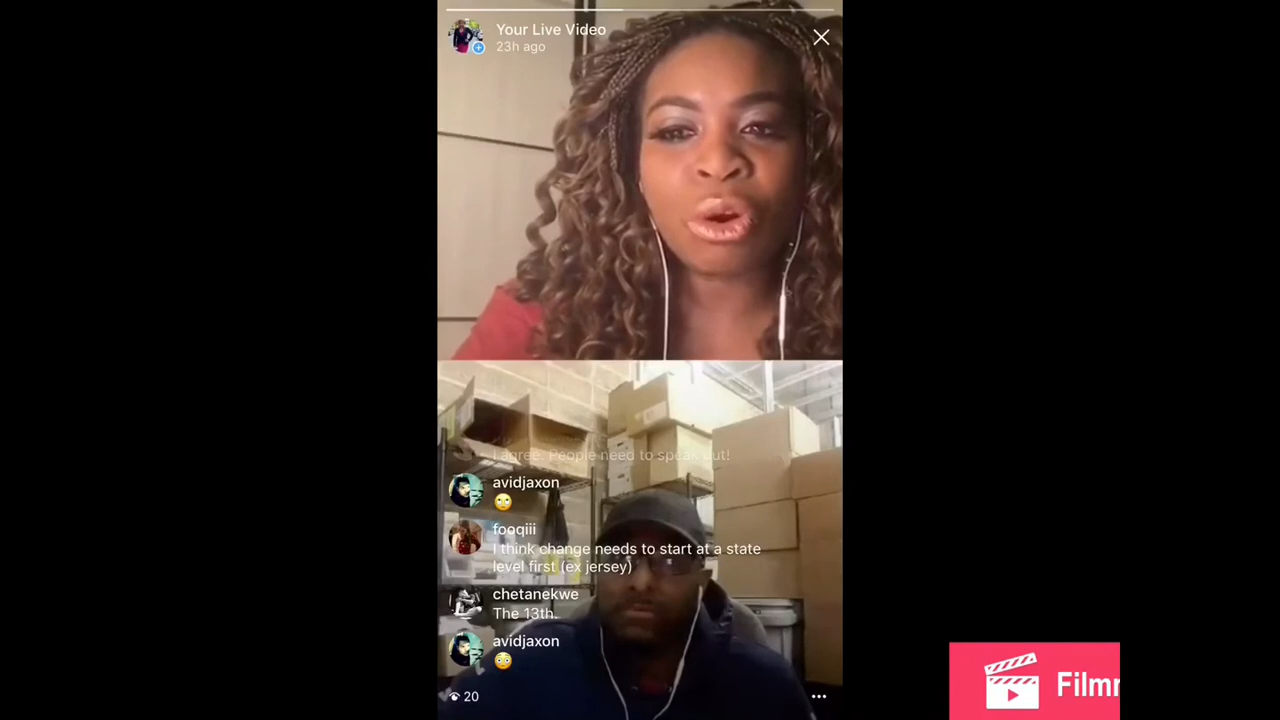 Your Live Video
23h ago
I agree. People need to speak out!
avidjaxon
🙄
fooqiii
I think change needs to start at a state
level first (ex jersey)
chetanekwe
The 13th.
avidjaxon
😳
20
Filmr